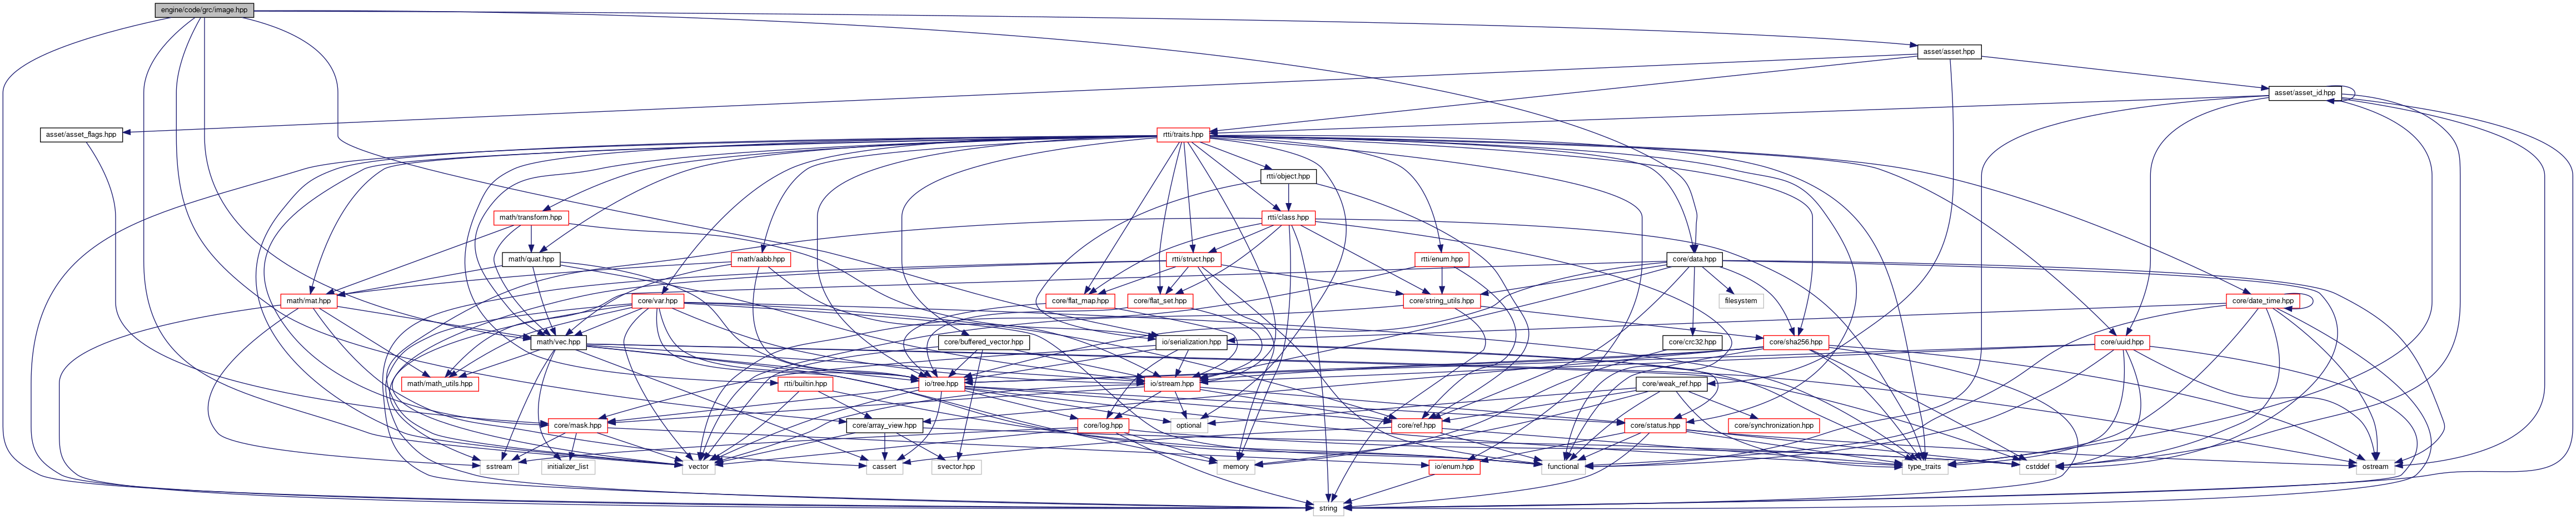 engine/code/grc/image.hpp
asset/asset.hpp
asset/asset_id.hpp
asset/asset_flags.hpp
rtti/traits.hpp
rtti/object.hpp
math/transform.hpp
rtti/class.hpp
math/quat.hpp
math/aabb.hpp
rtti/struct.hpp
rtti/enum.hpp
core/data.hpp
math/mat.hpp
core/var.hpp
core/flat_map.hpp
core/flat_set.hpp
core/string_utils.hpp
filesystem
core/date_time.hpp
math/vec.hpp
core/buffered_vector.hpp
io/serialization.hpp
core/crc32.hpp
core/sha256.hpp
core/uuid.hpp
math/math_utils.hpp
rtti/builtin.hpp
io/tree.hpp
io/stream.hpp
core/weak_ref.hpp
core/mask.hpp
core/array_view.hpp
core/log.hpp
optional
core/ref.hpp
core/status.hpp
core/synchronization.hpp
sstream
initializer_list
vector
cassert
svector.hpp
memory
io/enum.hpp
functional
type_traits
cstddef
ostream
string